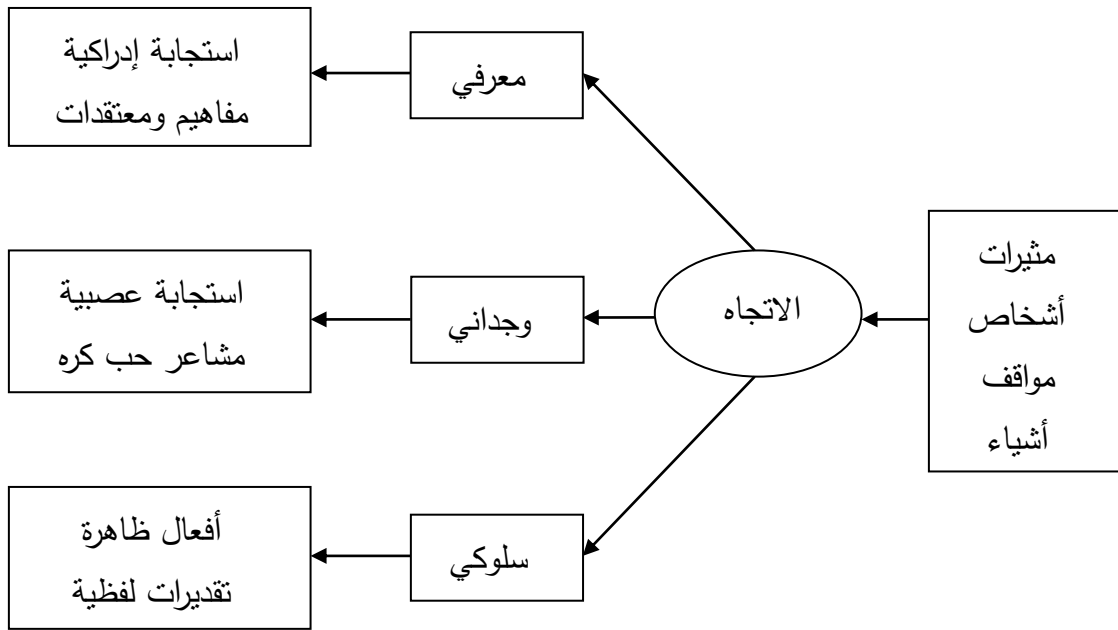 مثيرات
أشخاص
مواقف
أشياء
الاتجاه
معرفي
استجابة إدراكية
مفاهيم ومعتقدات
وجداني
استجابة عصبية
مشاعر حب كره
سلوكي
أفعال ظاهرة
تقديرات لفظية